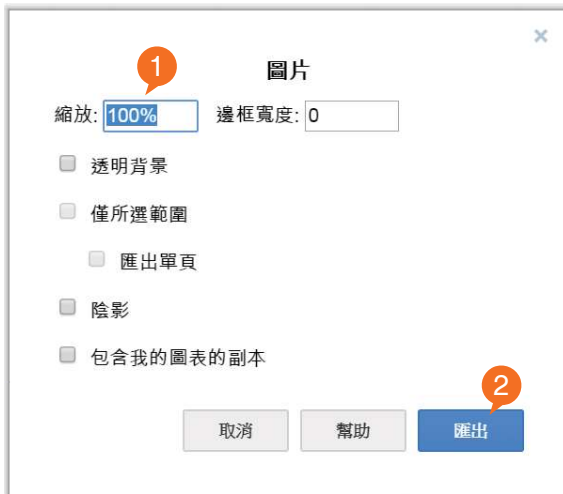 ×
1
圖片
縮放: 100% 邊框寬度: 0
透明背景
僅所選範圍
匯出單頁
陰影
包含我的圖表的副本
2
取消 幫助 匯出